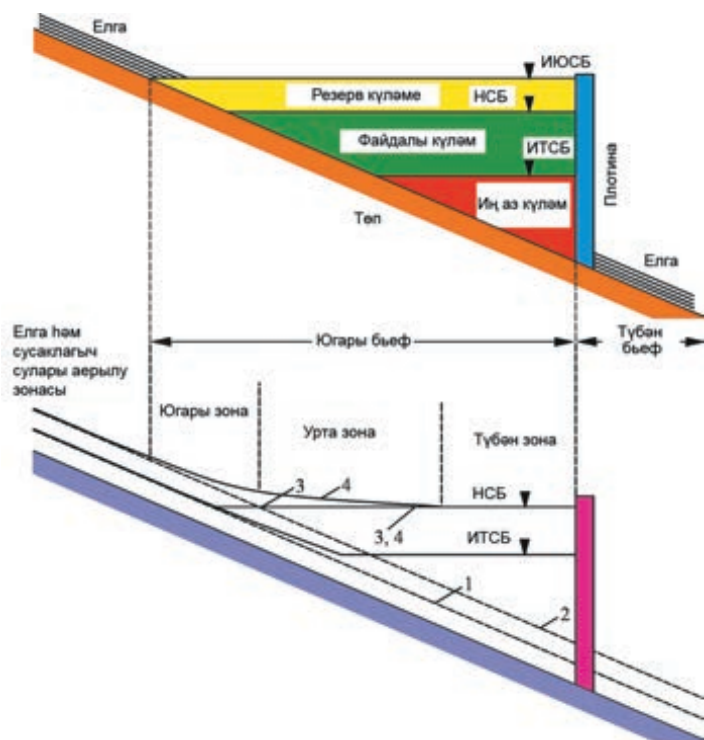 Елга
ИЮСБ
Резерв күләме
НСБ
Файдалы күләм
ИТСБ
Иң аз күләм
Төп
Плотина
Елга
Елга һәм
сусаклагыч
сулары аерылу
зонасы
Югары бьеф
Түбән
бьеф
Югары зона
Урта зона
Түбән зона
3
4
НСБ
3, 4
ИТСБ
1
2